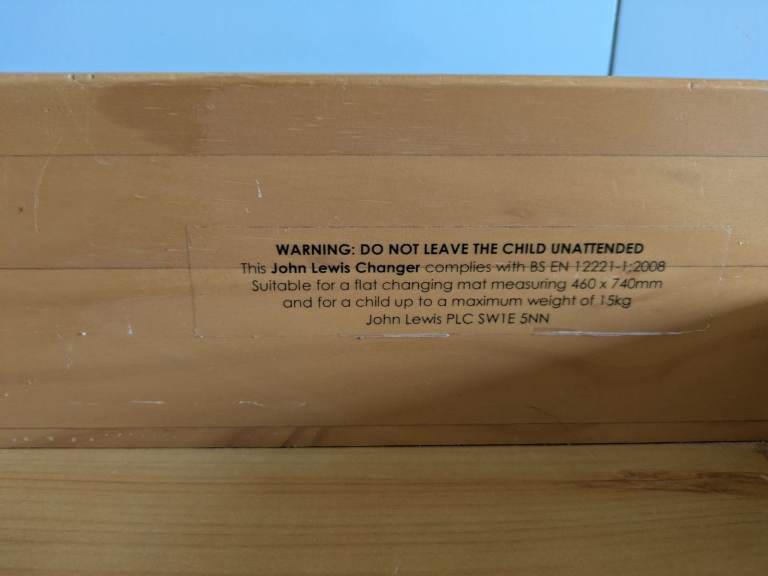 WARNING: DO NOT LEAVE THE CHILD UNATTENDED
This John Lewis Changer complies with BS EN 12221-1:2008
Suitable for a flat changing mat measuring 460 x 740mm
and for a child up to a maximum weight of 15kg
John Lewis PLC SW1E 5NN